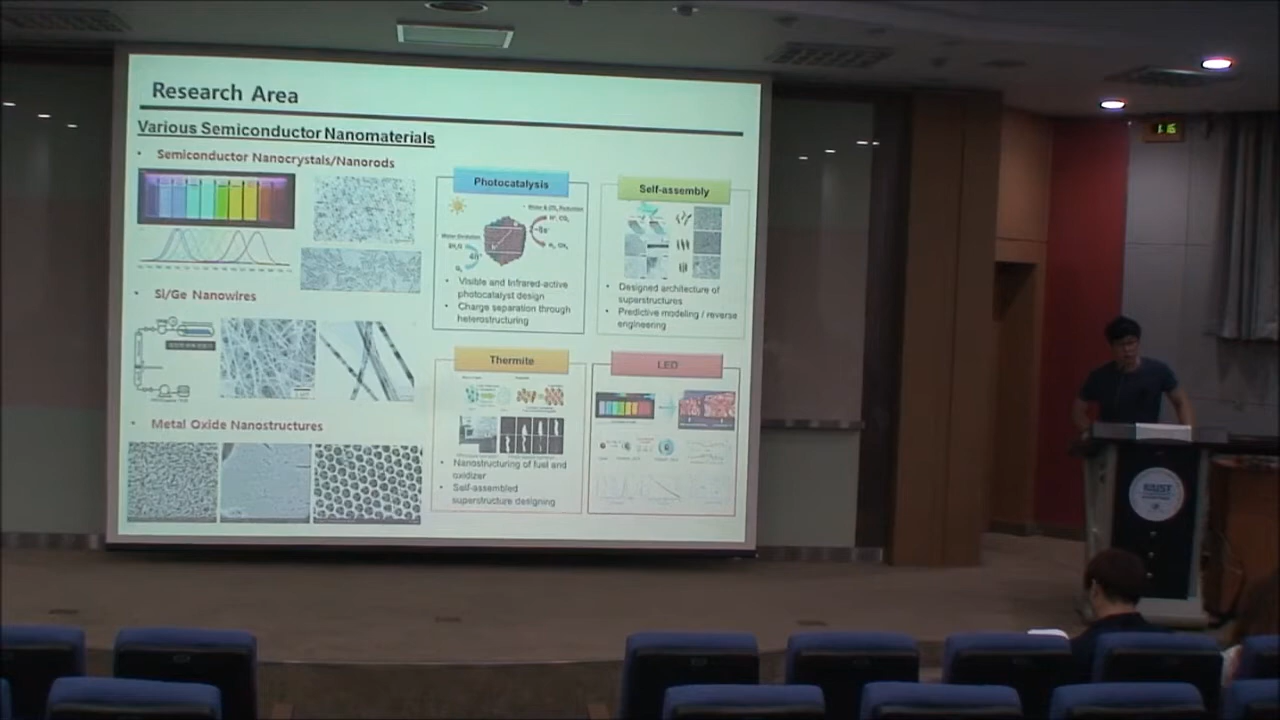 Research Area
Various Semiconductor Nanomaterials
• Semiconductor Nanocrystals/Nanorods
• Si/Ge Nanowires
• Metal Oxide Nanostructures
Photocatalysis
• Visible and Infrared-active
photocatalyst design
• Charge separation through
heterostructuring
Self-assembly
• Designed architecture of
superstructures
• Predictive modeling / reverse
engineering
Thermite
• Nanostructuring of fuel and
oxidizer
• Self-assembled
superstructure designing
LED